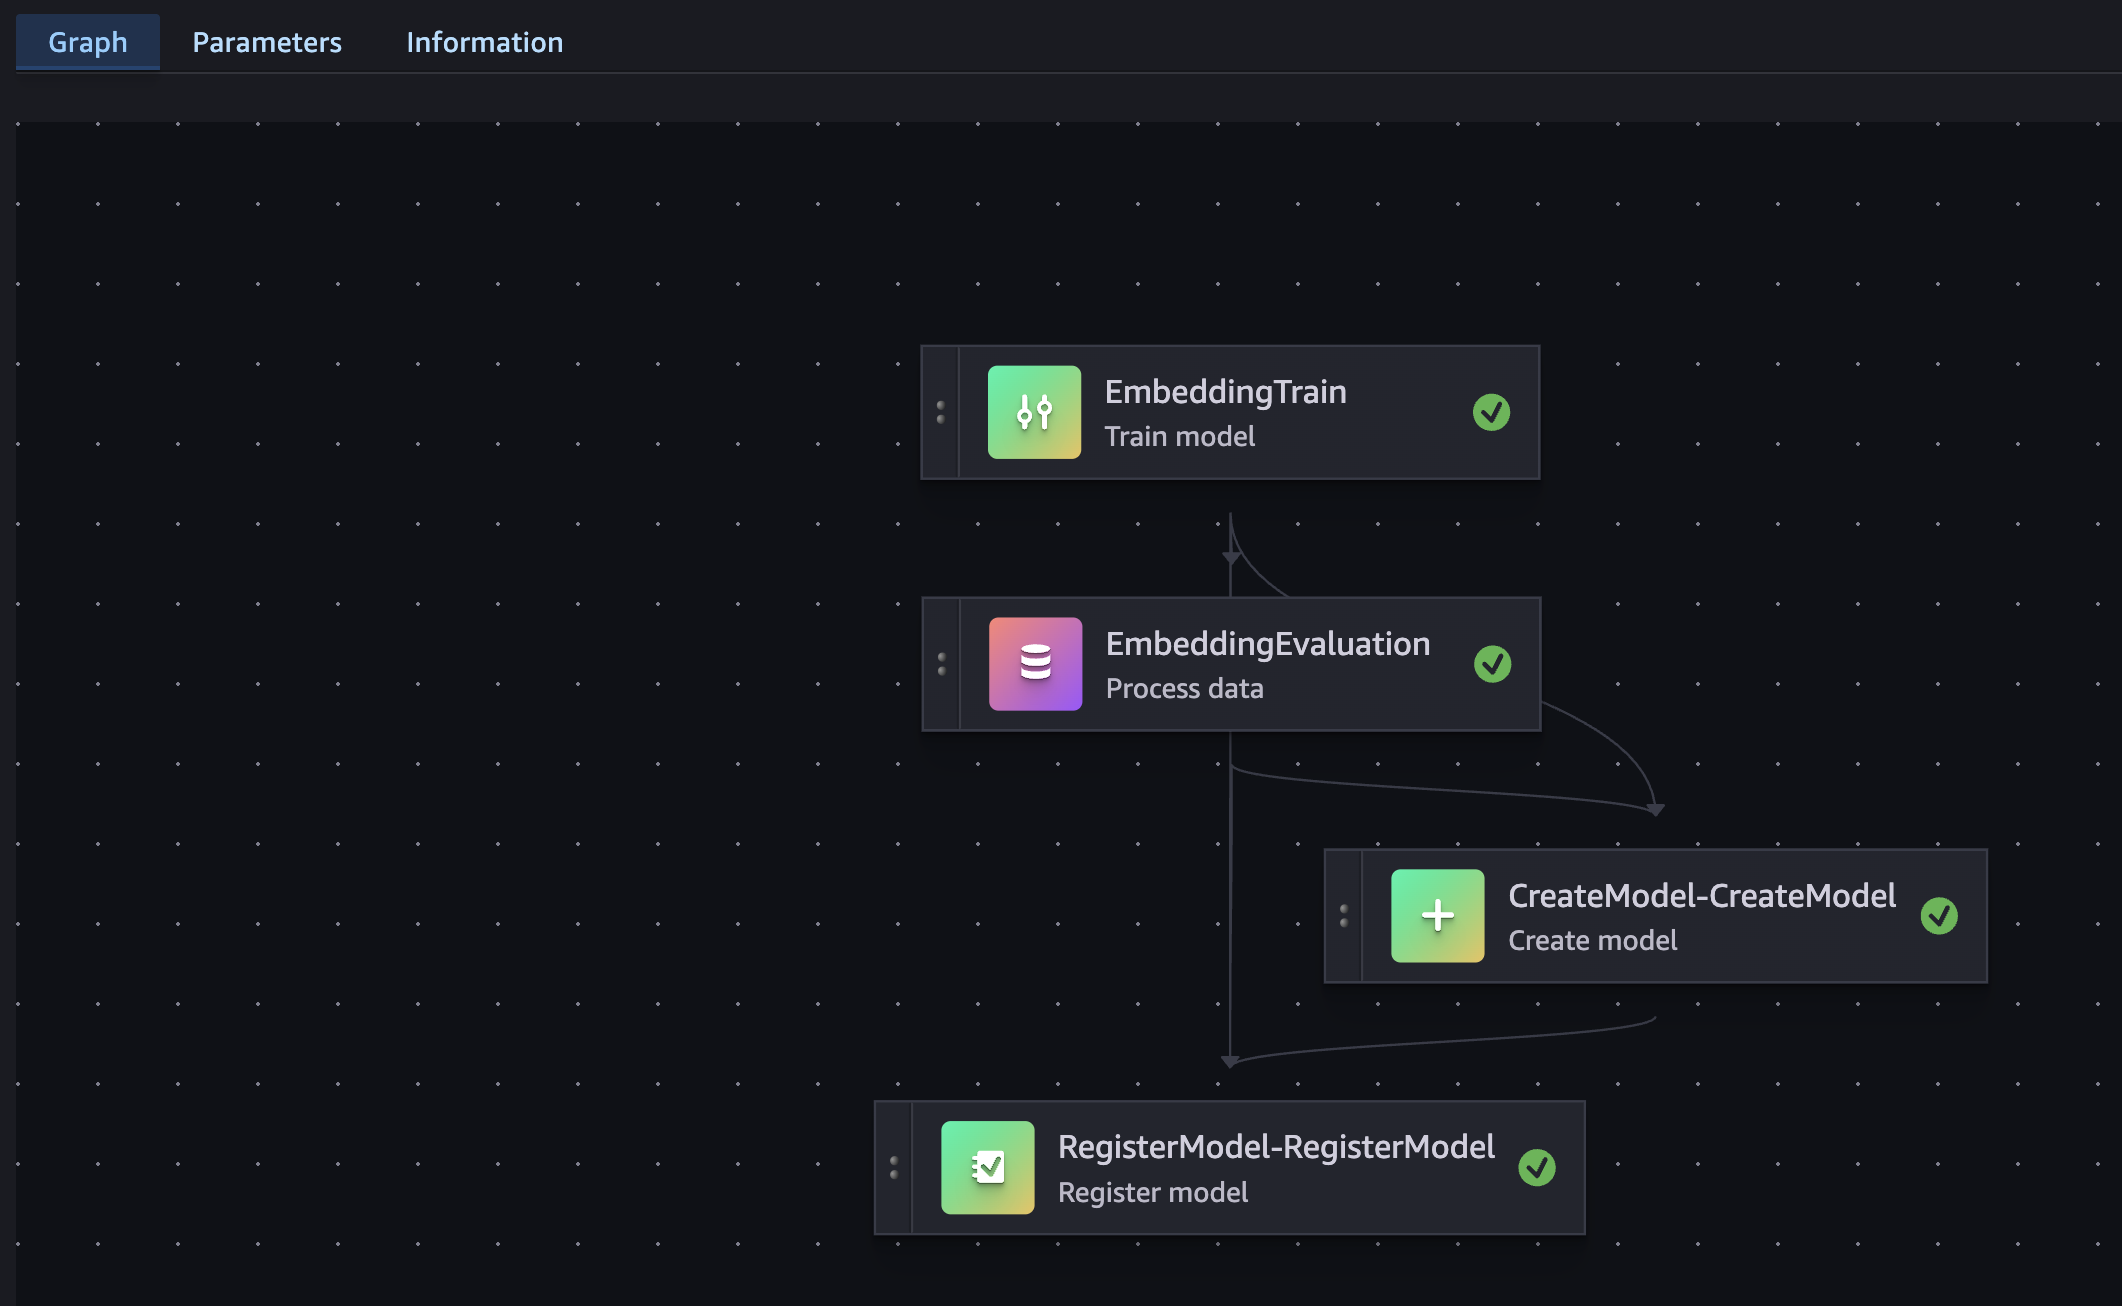 Graph Parameters Information
EmbeddingTrain
Train model
EmbeddingEvaluation
Process data
CreateModel-CreateModel
Create model
RegisterModel-RegisterModel
Register model